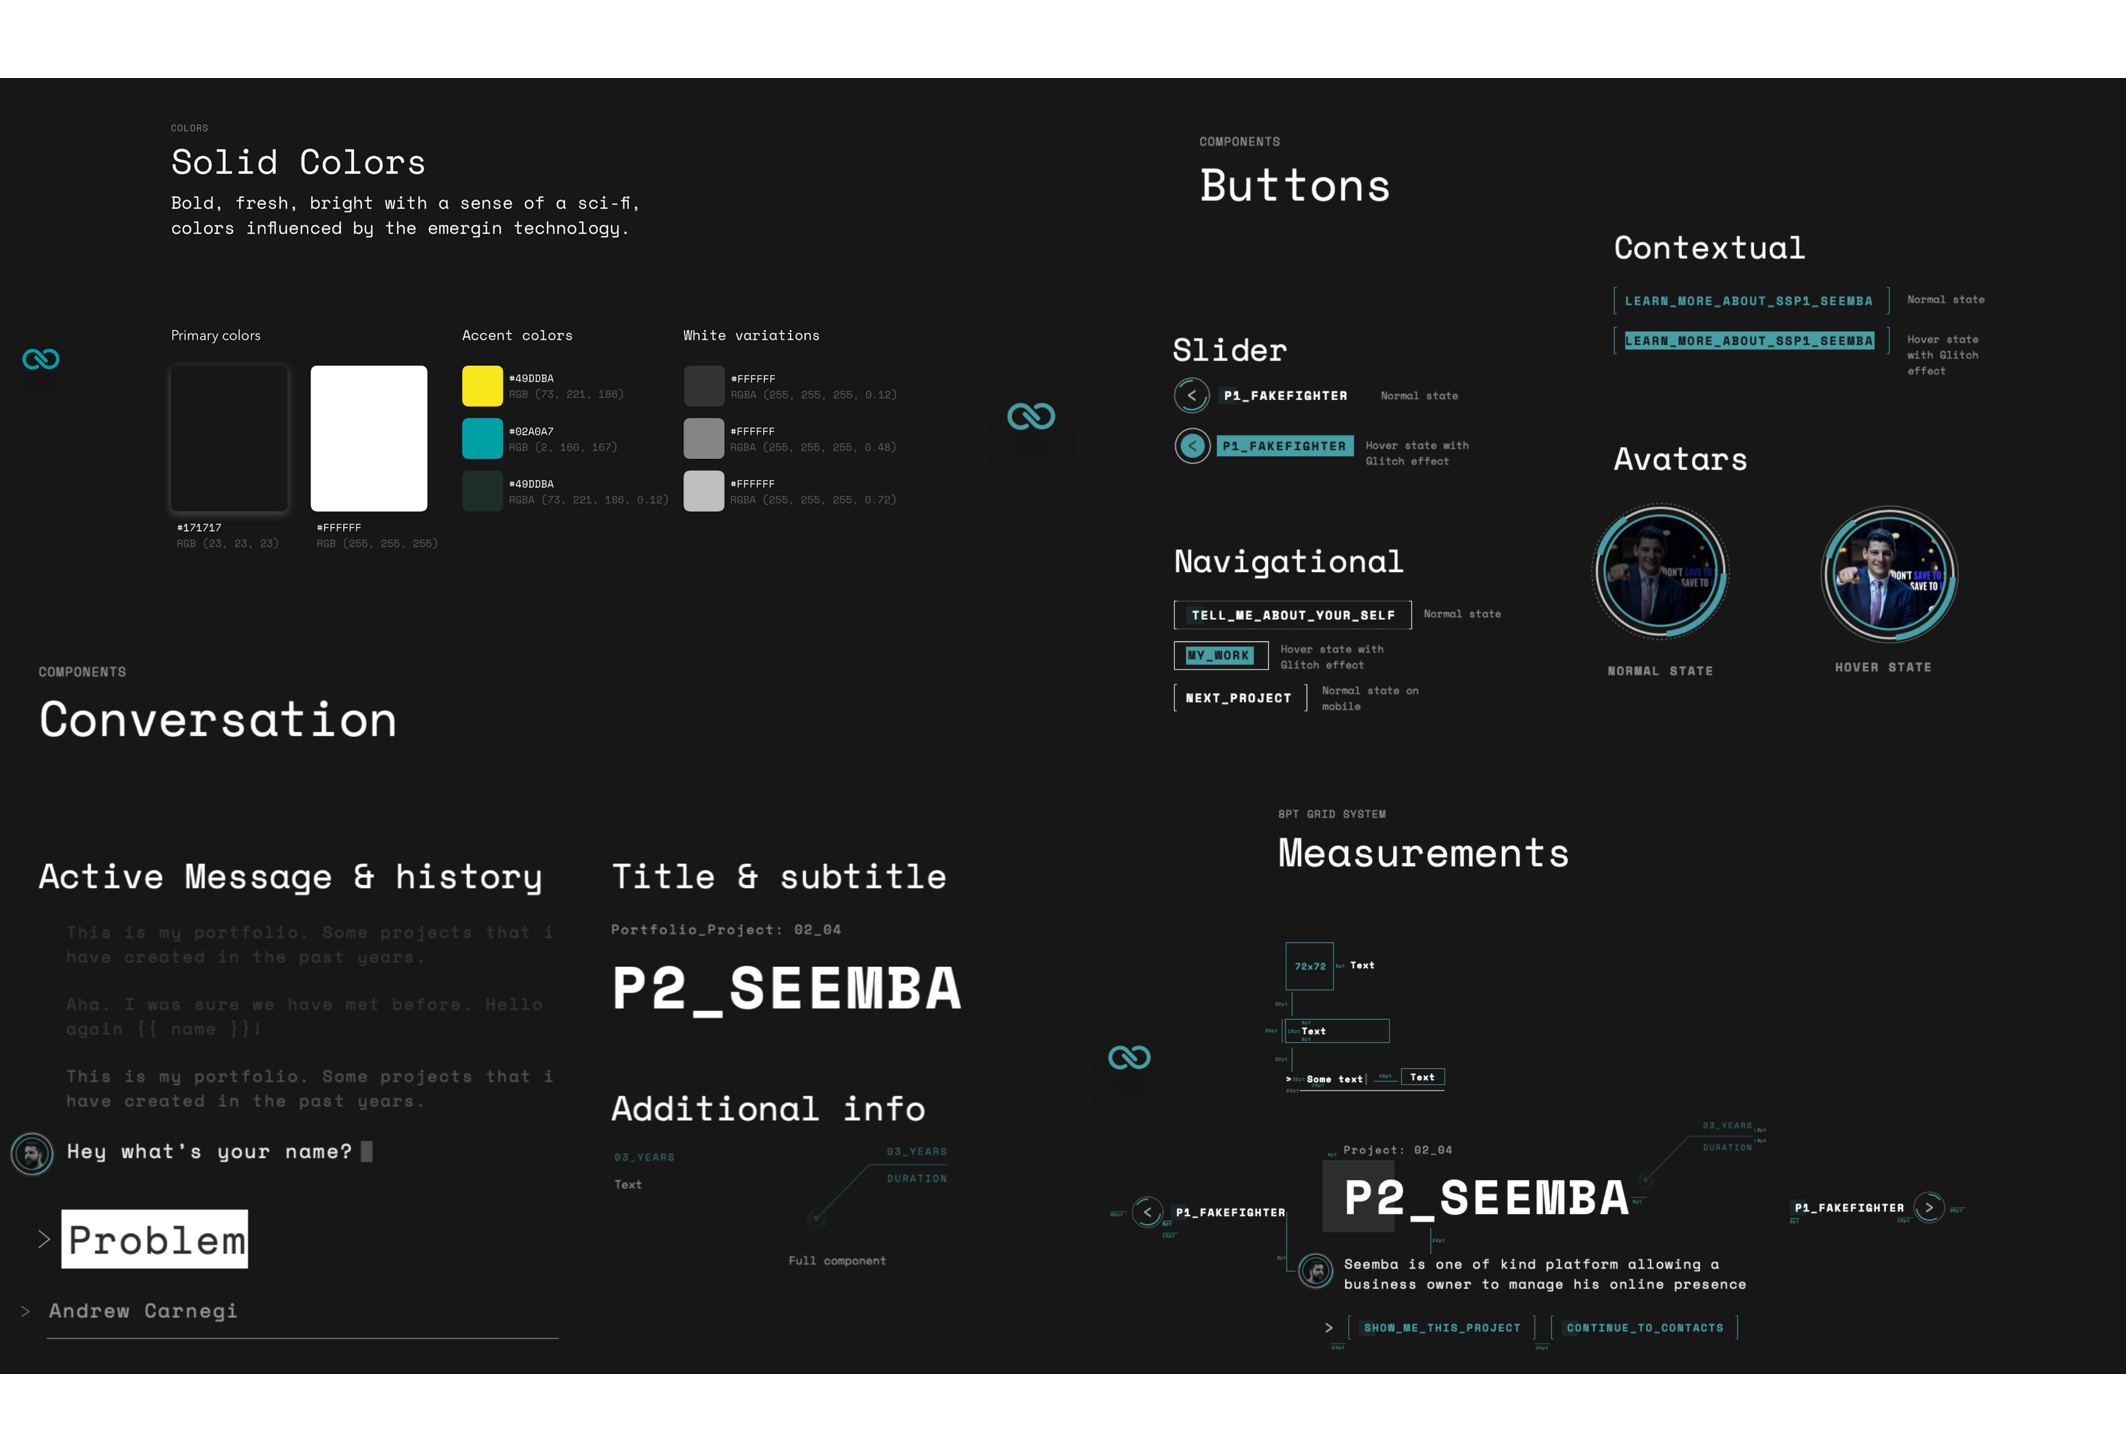 COLORS
Solid Colors
Bold, fresh, bright with a sense of a sci-fi,
colors influenced by the emergin technology.
Primary colors
#171717
RGB (23, 23, 23)
#FFFFFF
RGB (255, 255, 255)
Accent colors
#49DDBA
RGB (73, 221, 186)
#02A0A7
RGB (2, 160, 167)
#49DDBA
RGBA (73, 221, 186, 0.12)
White variations
#FFFFFF
RGBA (255, 255, 255, 0.12)
#FFFFFF
RGBA (255, 255, 255, 0.48)
#FFFFFF
RGBA (255, 255, 255, 0.72)
COMPONENTS
Buttons
Slider
P1_FAKEFIGHTER
Normal state
P1_FAKEFIGHTER
Hover state with
Glitch effect
Navigational
TELL_ME_ABOUT_YOUR_SELF
Normal state
MY_WORK
Hover state with
Glitch effect
NEXT_PROJECT
Normal state on
mobile
Contextual
LEARN_MORE_ABOUT_SSP1_SEEMBA
Normal state
LEARN_MORE_ABOUT_SSP1_SEEMBA
Hover state
with Glitch
effect
Avatars
DON'T SAVE TO
SAVE TO
DON'T SAVE TO
SAVE TO
NORMAL STATE
HOVER STATE
COMPONENTS
Conversation
Active Message & history
This is my portfolio. Some projects that i
have created in the past years.
Aha. I was sure we have met before. Hello
again {{ name }}!
This is my portfolio. Some projects that i
have created in the past years.
Hey what's your name?
> Problem
> Andrew Carnegi
Title & subtitle
Portfolio_Project: 02_04
P2_SEEMBA
Additional info
03_YEARS
Text
03_YEARS
DURATION
Full component
8PT GRID SYSTEM
Measurements
72x72
Text
Text
> Some text
Text
03_YEARS
DURATION
Project: 02_04
P2_SEEMBA
P1_FAKEFIGHTER
P1_FAKEFIGHTER
Seemba is one of kind platform allowing a
business owner to manage his online presence
> SHOW_ME_THIS_PROJECT
CONTINUE_TO_CONTACTS